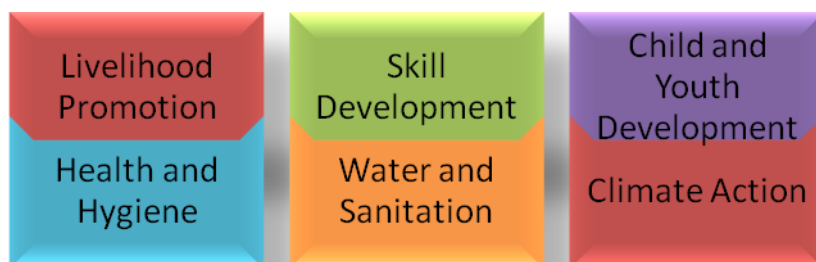 Livelihood
Promotion
Skill
Development
Child and
Youth
Development
Health and
Hygiene
Water and
Sanitation
Climate Action